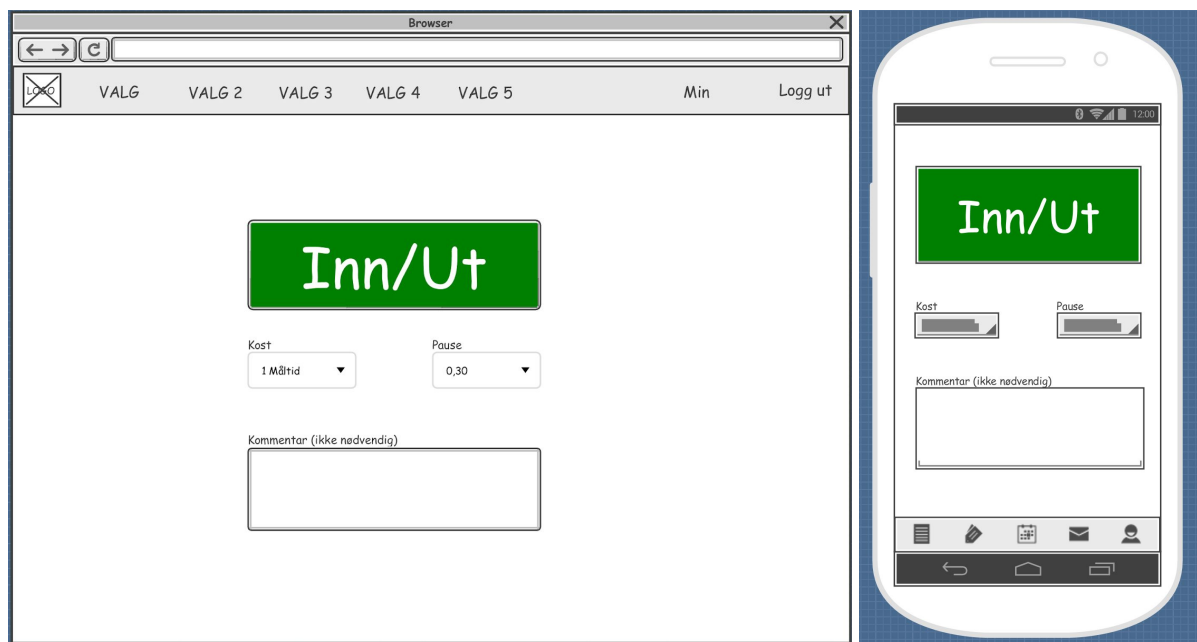 Browser
LOGO VALG VALG 2 VALG 3 VALG 4 VALG 5 Min Logg ut
Inn/Ut
Kost Pause
1 Måltid 0,30
Kommentar (ikke nødvendig)
12:00
Inn/Ut
Kost Pause
Kommentar (ikke nødvendig)